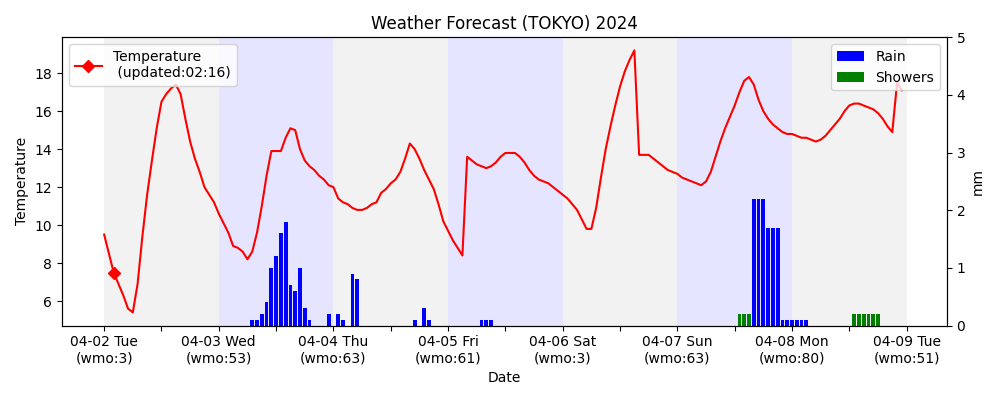 Weather Forecast (TOKYO) 2024
Temperature
(updated:02:16)
Rain
Showers
Temperature
18
16
14
12
10
8
6
5
4
3
2
1
0
mm
04-02 Tue
(wmo:3)
04-03 Wed
(wmo:53)
04-04 Thu
(wmo:63)
04-05 Fri
(wmo:61)
04-06 Sat
(wmo:3)
04-07 Sun
(wmo:63)
04-08 Mon
(wmo:80)
04-09 Tue
(wmo:51)
Date